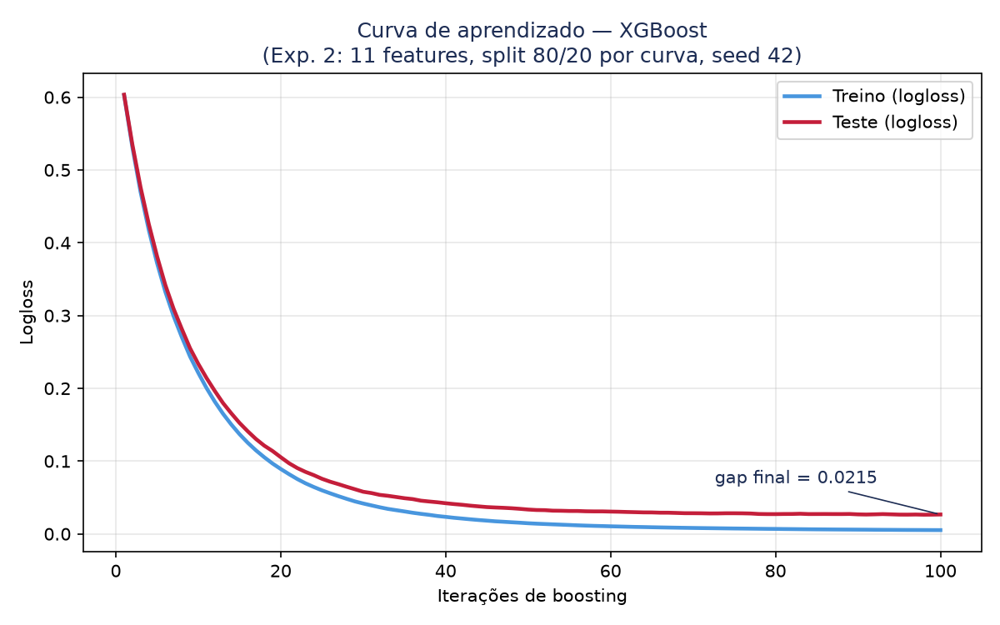 Curva de aprendizado — XGBoost
(Exp. 2: 11 features, split 80/20 por curva, seed 42)
Treino (logloss)
Teste (logloss)
0.6
0.5
0.4
0.3
0.2
0.1
0.0
Logloss
gap final = 0.0215
0 20 40 60 80 100
Iterações de boosting